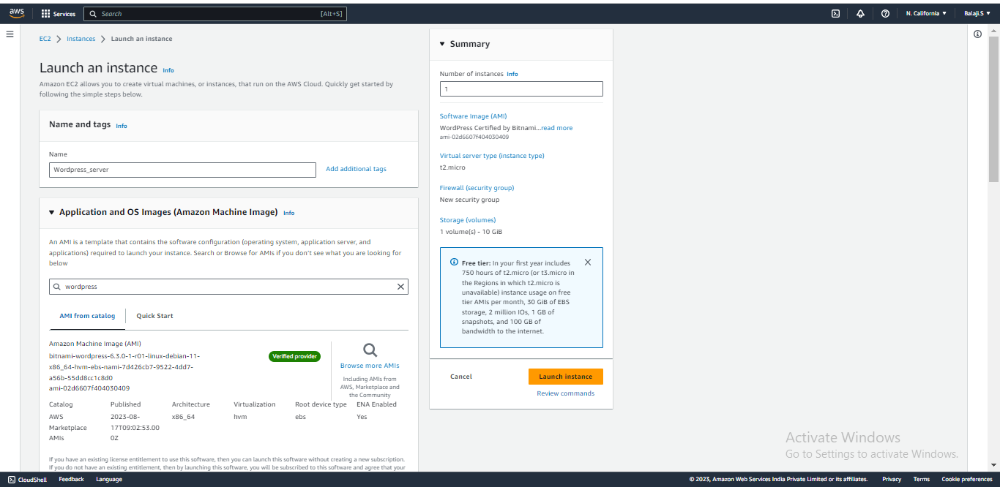 aws
Services
Search
[Alt+S]
N. California
Balaji.S
EC2
Instances
Launch an instance
Launch an instance Info
Amazon EC2 allows you to create virtual machines, or instances, that run on the AWS Cloud. Quickly get started by
following the simple steps below.
Name and tags Info
Name
Wordpress_server
Add additional tags
Application and OS Images (Amazon Machine Image) Info
An AMI is a template that contains the software configuration (operating system, application server, and
applications) required to launch your instance. Search or Browse for AMIs if you don't see what you are looking for
below
wordpress
AMI from catalog
Quick Start
Amazon Machine Image (AMI)
bitnami-wordpress-6.3.0-1-r01-linux-debian-11-
x86_64-hvm-ebs-nami-7d426cb7-9522-4dd7-
a56b-55dd8cc1c8d0
ami-02d6607f404030409
Verified provider
Browse more AMIs
Including AMIs from
AWS, Marketplace and
the Community
Catalog Published Architecture Virtualization Root device type ENA Enabled
AWS 2023-08- x86_64 hvm ebs Yes
Marketplace 17T09:02:53.00
AMIs 0Z
If you have an existing license entitlement to use this software, then you can launch this software without creating a new subscription.
If you do not have an existing entitlement, then by launching this software, you will be subscribed to this software and agree that your
Summary
Number of instances Info
1
Software Image (AMI)
WordPress Certified by Bitnami...read more
ami-02d6607f404030409
Virtual server type (instance type)
t2.micro
Firewall (security group)
New security group
Storage (volumes)
1 volume(s) - 10 GiB
Free tier: In your first year includes
750 hours of t2.micro (or t3.micro in
the Regions in which t2.micro is
unavailable) instance usage on free
tier AMIs per month, 30 GiB of EBS
storage, 2 million IOs, 1 GB of
snapshots, and 100 GB of
bandwidth to the internet.
Cancel
Launch instance
Review commands
Activate Windows
Go to Settings to activate Windows.
CloudShell
Feedback
Language
© 2023, Amazon Web Services India Private Limited or its affiliates.
Privacy
Terms
Cookie preferences